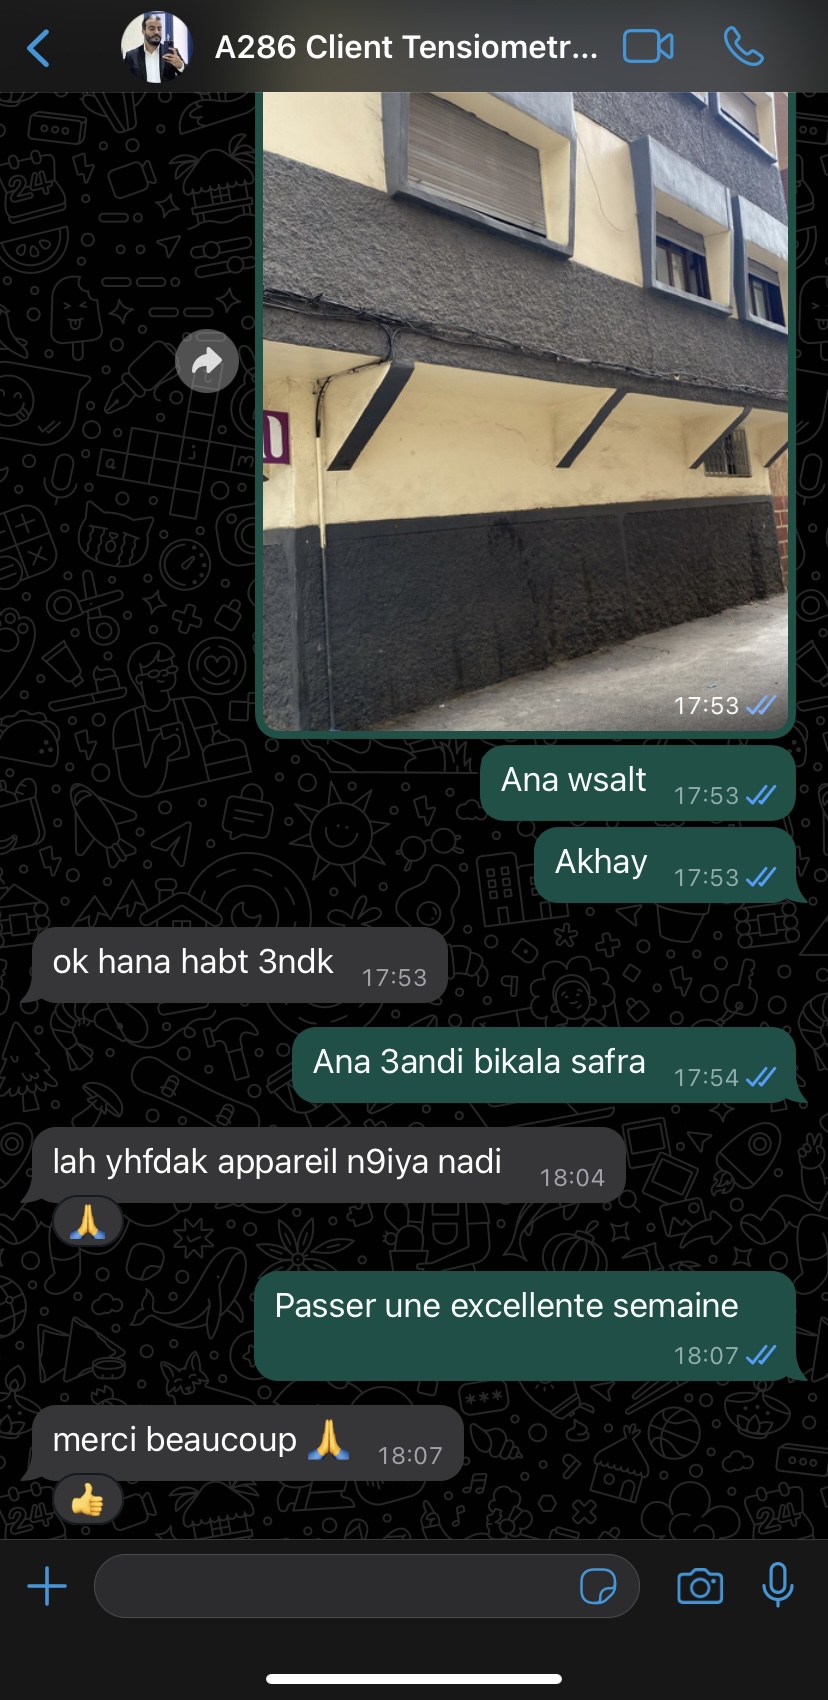 A286 Client Tensiometr...
17:53
Ana wsalt 17:53
Akhay 17:53
ok hana habt 3ndk 17:53
Ana 3andi bikala safra 17:54
lah yhfdak appareil n9iya nadi 18:04
🙏
Passer une excellente semaine
18:07
merci beaucoup 🙏 18:07
👍